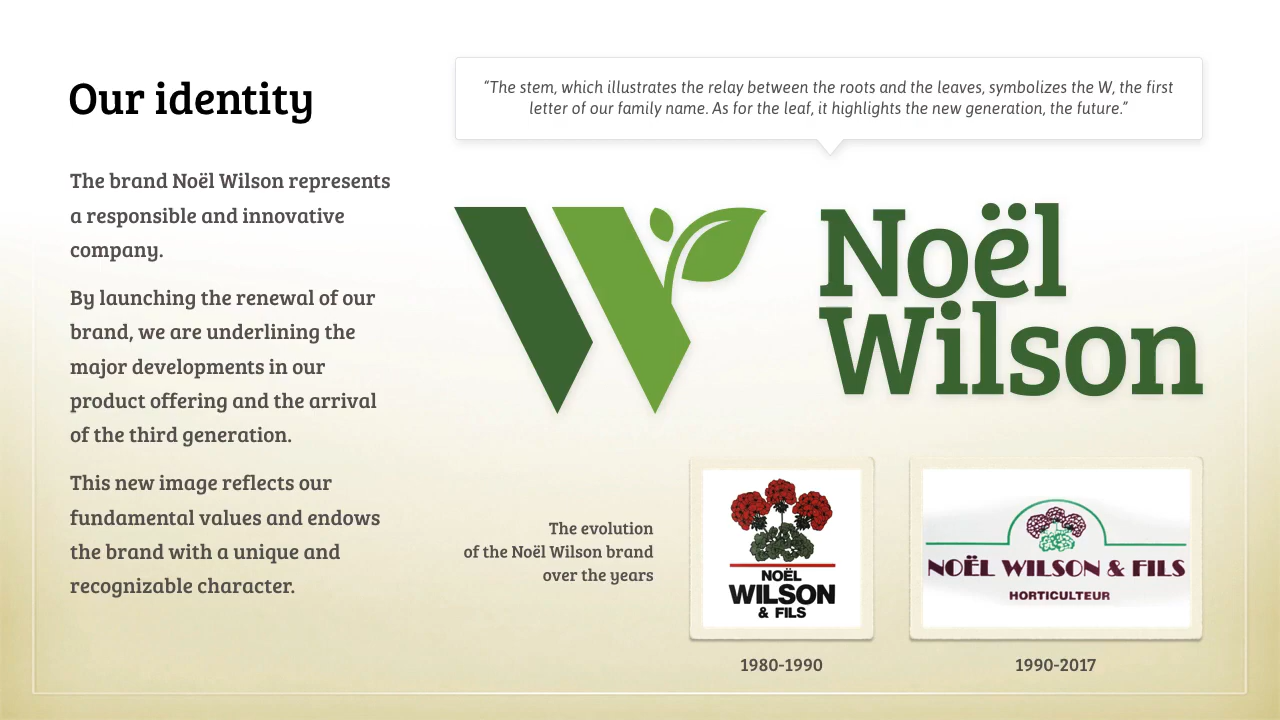 Our identity
The brand Noël Wilson represents
a responsible and innovative
company.
By launching the renewal of our
brand, we are underlining the
major developments in our
product offering and the arrival
of the third generation.
This new image reflects our
fundamental values and endows
the brand with a unique and
recognizable character.
“The stem, which illustrates the relay between the roots and the leaves, symbolizes the W, the first
letter of our family name. As for the leaf, it highlights the new generation, the future.”
Noël
Wilson
The evolution
of the Noël Wilson brand
over the years
NOËL
WILSON
& FILS
1980-1990
NOËL WILSON & FILS
HORTICULTEUR
1990-2017